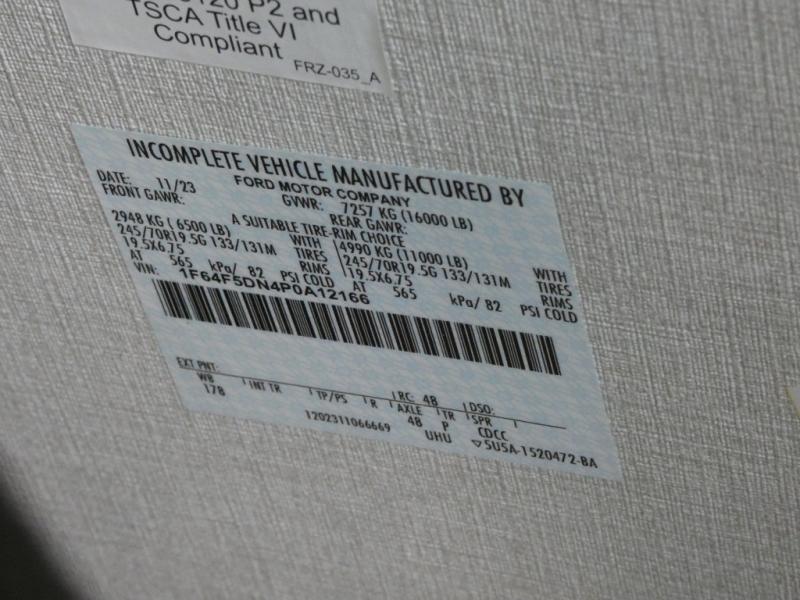 120 P2 and
TSCA Title VI
Compliant
FRZ-035_A
INCOMPLETE VEHICLE MANUFACTURED BY
FORD MOTOR COMPANY
DATE: 11/23 GVWR: 7257 KG (16000 LB)
FRONT GAWR: REAR GAWR:
A SUITABLE TIRE-RIM CHOICE
2948 KG ( 6500 LB) WITH 4990 KG (11000 LB) WITH
245/70R19.5G 133/131M TIRES 245/70R19.5G 133/131M TIRES
19.5X6.75 RIMS 19.5X6.75 RIMS
AT 565 kPa/ 82 PSI COLD AT 565 kPa/ 82 PSI COLD
VIN: 1F64F5DN4P0A12166
EXT PNT: RC: 48 DSO:
WB INT TR TP/PS R AXLE TR SPR
178 48 P CDCC
1202311066669 UHU ▽5U5A-1520472-BA